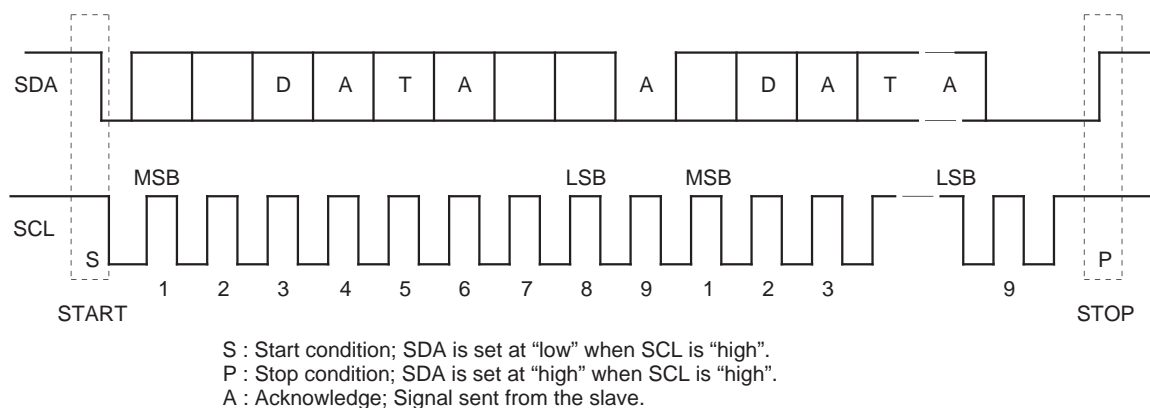 SDA D A T A A D A T A
MSB LSB MSB LSB
SCL
S P
1 2 3 4 5 6 7 8 9 1 2 3 9
START STOP
S : Start condition; SDA is set at “low” when SCL is “high”.
P : Stop condition; SDA is set at “high” when SCL is “high”.
A : Acknowledge; Signal sent from the slave.